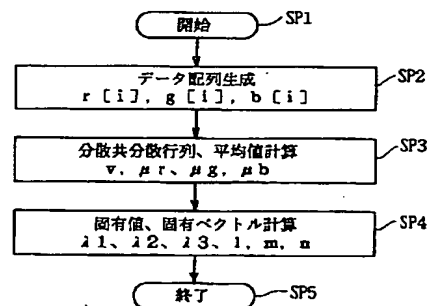 開始
SP1
データ配列生成
r [i], g [i], b [i]
SP2
分散共分散行列、平均値計算
v, μr、μg, μb
SP3
固有値、固有ベクトル計算
λ1、λ2、λ3、l, m, n
SP4
終了
SP5